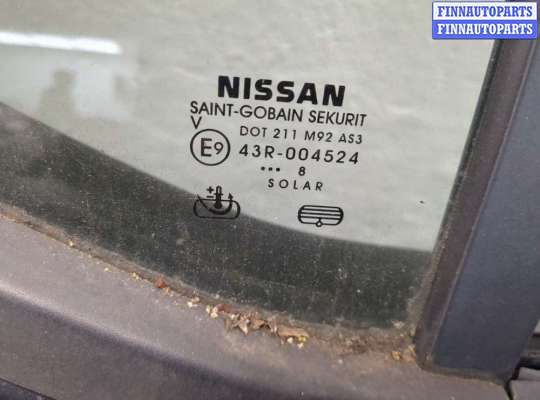 FINNAUTOPARTS
FINNAUTOPARTS
NISSAN
SAINT-GOBAIN SEKURIT
V
DOT 211 M92 AS3
E9 43R-004524
••• 8
SOLAR